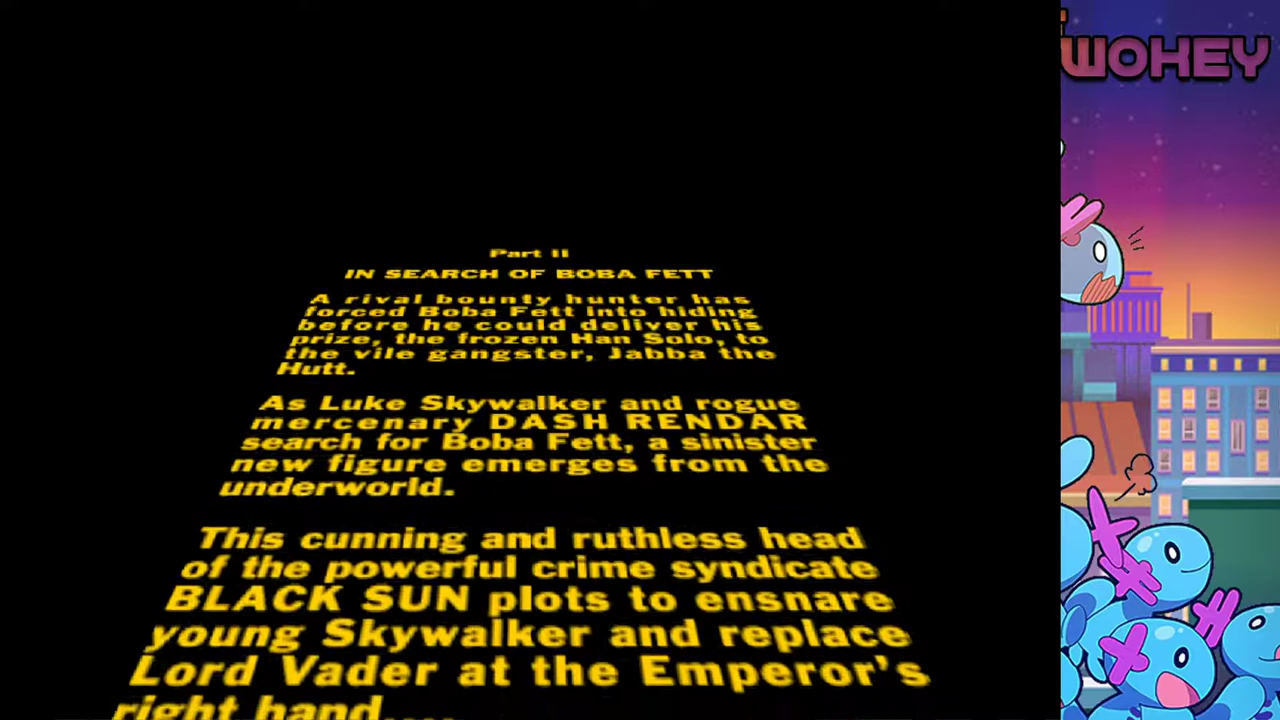 WOKEY
Part II
IN SEARCH OF BOBA FETT
A rival bounty hunter has
forced Boba Fett into hiding
before he could deliver his
prize, the frozen Han Solo, to
the vile gangster, Jabba the
Hutt.
As Luke Skywalker and rogue
mercenary DASH RENDAR
search for Boba Fett, a sinister
new figure emerges from the
underworld.
This cunning and ruthless head
of the powerful crime syndicate
BLACK SUN plots to ensnare
young Skywalker and replace
Lord Vader at the Emperor's
right hand....